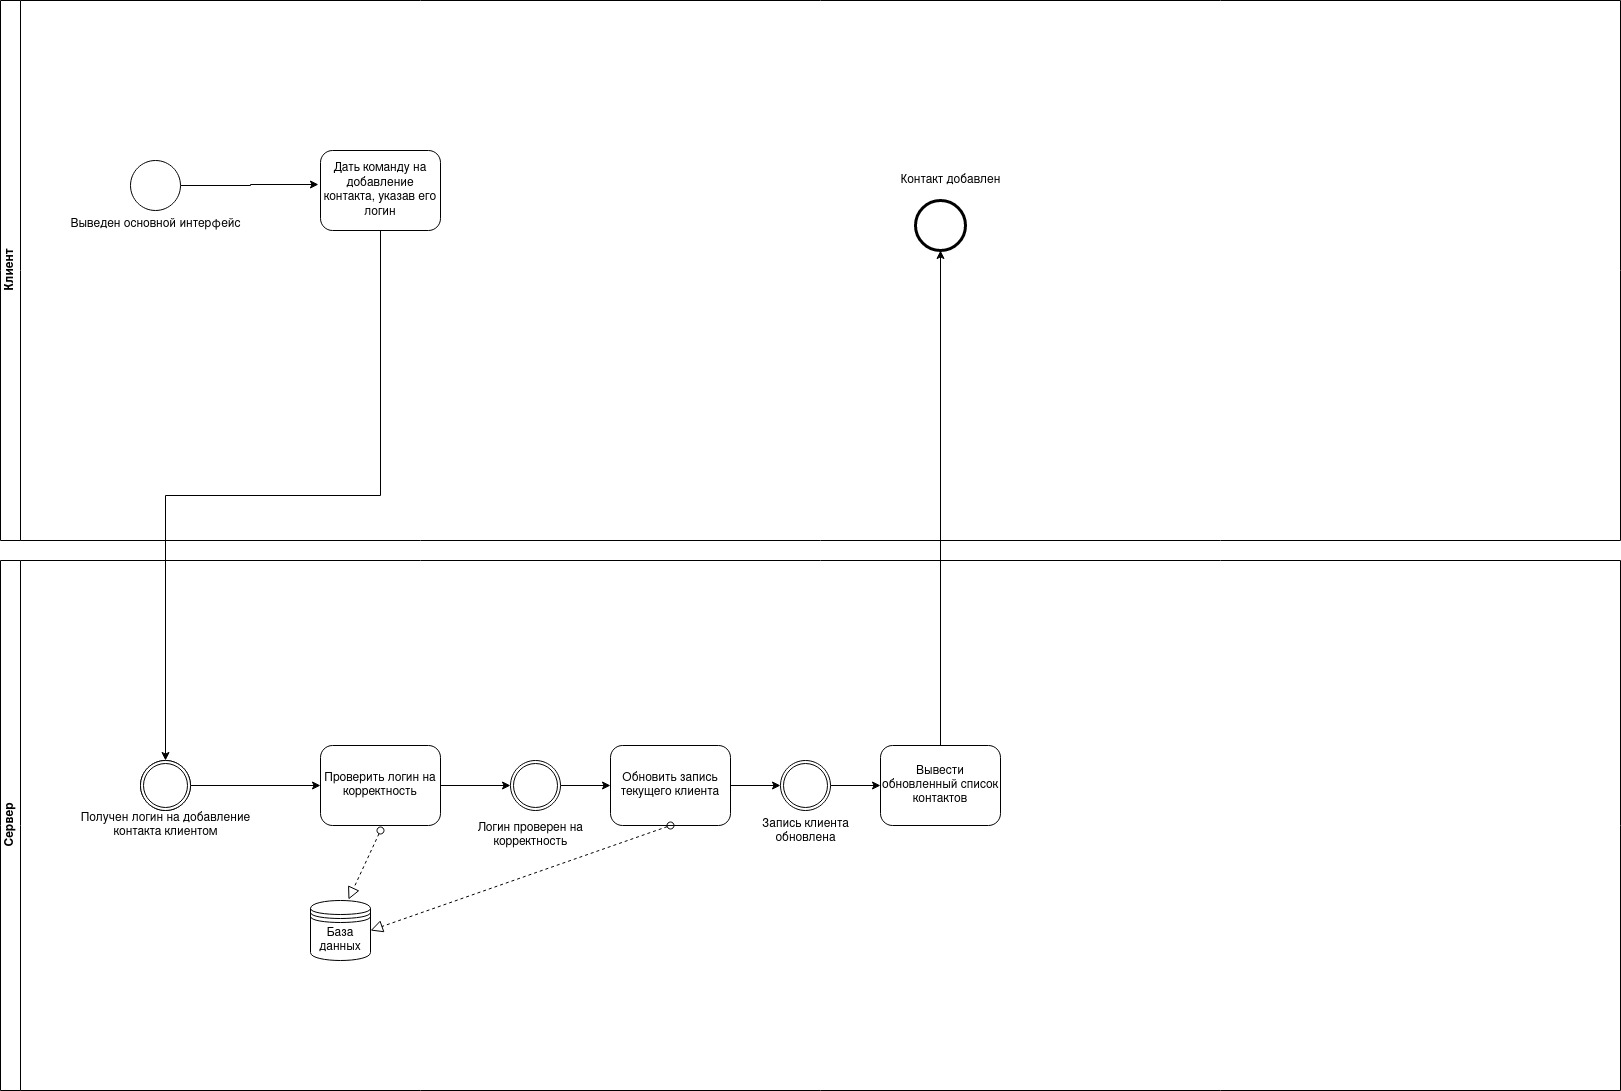 Клиент
Дать команду на
добавление
контакта, указав его
логин
Выведен основной интерфейс
Контакт добавлен
Сервер
Получен логин на добавление
контакта клиентом
Проверить логин на
корректность
Логин проверен на
корректность
Обновить запись
текущего клиента
Запись клиента
обновлена
Вывести
обновленный список
контактов
База
данных